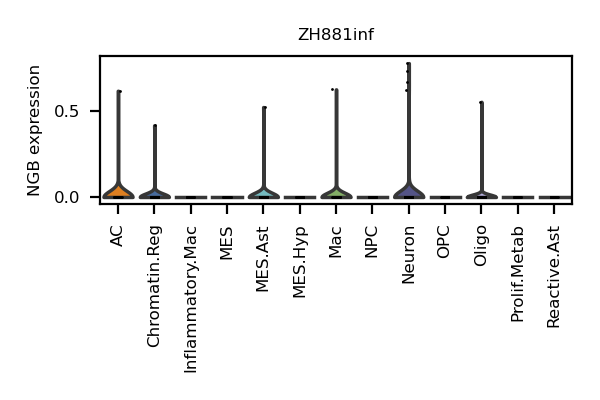 ZH881inf
NGB expression
0.5
0.0
AC
Chromatin.Reg
Inflammatory.Mac
MES
MES.Ast
MES.Hyp
Mac
NPC
Neuron
OPC
Oligo
Prolif.Metab
Reactive.Ast